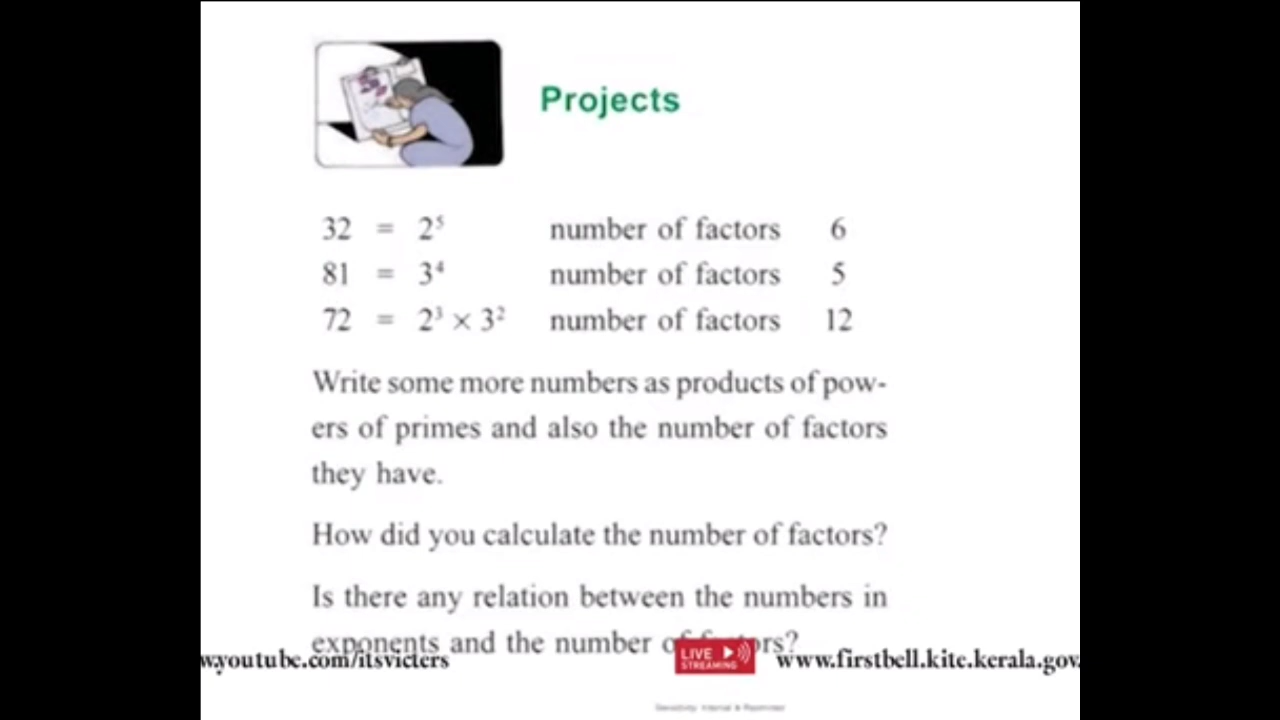 Projects
32 = 2⁵ number of factors 6
81 = 3⁴ number of factors 5
72 = 2³ × 3² number of factors 12
Write some more numbers as products of pow-
ers of primes and also the number of factors
they have.
How did you calculate the number of factors?
Is there any relation between the numbers in
exponents and the number of factors?
w.youtube.com/itsvicters LIVE STREAMING www.firstbell.kite.kerala.gov.